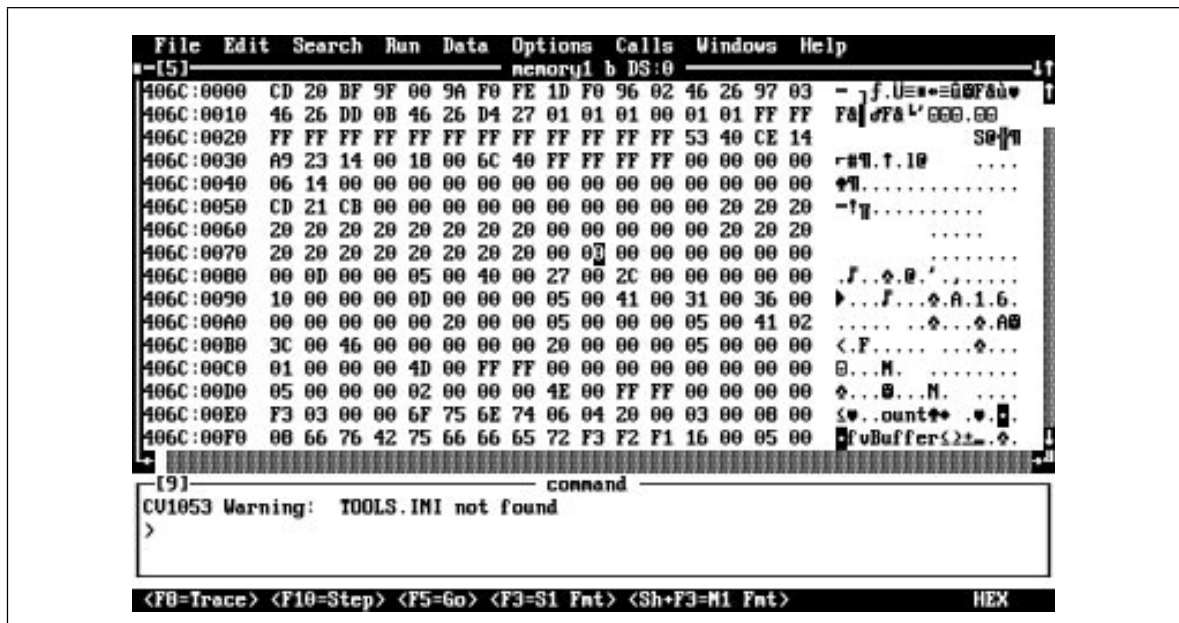 File Edit Search Run Data Options Calls Windows Help
[5] memory1 b DS:0
406C:0000 CD 20 BF 9F 00 9A F0 FE 1D F0 96 02 46 26 97 03 ═ ┐ƒ.Ü≡■↔≡û☻F&ù♥
406C:0010 46 26 DD 0B 46 26 D4 27 01 01 01 00 01 01 FF FF F&▌♂F&╘'☺☺☺.☺☺
406C:0020 FF FF FF FF FF FF FF FF FF FF FF FF 53 40 CE 14 S@╬¶
406C:0030 A9 23 14 00 18 00 6C 40 FF FF FF FF 00 00 00 00 ⌐#¶.↑.l@ ....
406C:0040 06 14 00 00 00 00 00 00 00 00 00 00 00 00 00 00 ♠¶..............
406C:0050 CD 21 CB 00 00 00 00 00 00 00 00 00 00 20 20 20 ═!╦..........
406C:0060 20 20 20 20 20 20 20 20 00 00 00 00 00 20 20 20 .....
406C:0070 20 20 20 20 20 20 20 20 00 00 00 00 00 00 00 00 ........
406C:0080 00 0D 00 00 05 00 40 00 27 00 2C 00 00 00 00 00 .♪..♣.@.'.,.....
406C:0090 10 00 00 00 0D 00 00 00 05 00 41 00 31 00 36 00 ►...♪...♣.A.1.6.
406C:00A0 00 00 00 00 00 20 00 00 05 00 00 00 05 00 41 02 ..... ..♣...♣.A☻
406C:00B0 3C 00 46 00 00 00 00 00 20 00 00 00 05 00 00 00 <.F..... ...♣...
406C:00C0 01 00 00 00 4D 00 FF FF 00 00 00 00 00 00 00 00 ☺...M. ........
406C:00D0 05 00 00 00 02 00 00 00 4E 00 FF FF 00 00 00 00 ♣...☻...N. ....
406C:00E0 F3 03 00 00 6F 75 6E 74 06 04 20 00 03 00 08 00 ≤♥..ount♠♦ .♥.◘.
406C:00F0 08 66 76 42 75 66 66 65 72 F3 F2 F1 16 00 05 00 ◘fvBuffer≤≥±▬.♣.
[9] command
CV1053 Warning: TOOLS.INI not found
>
<F8=Trace> <F10=Step> <F5=Go> <F3=S1 Fmt> <Sh+F3=M1 Fmt> HEX